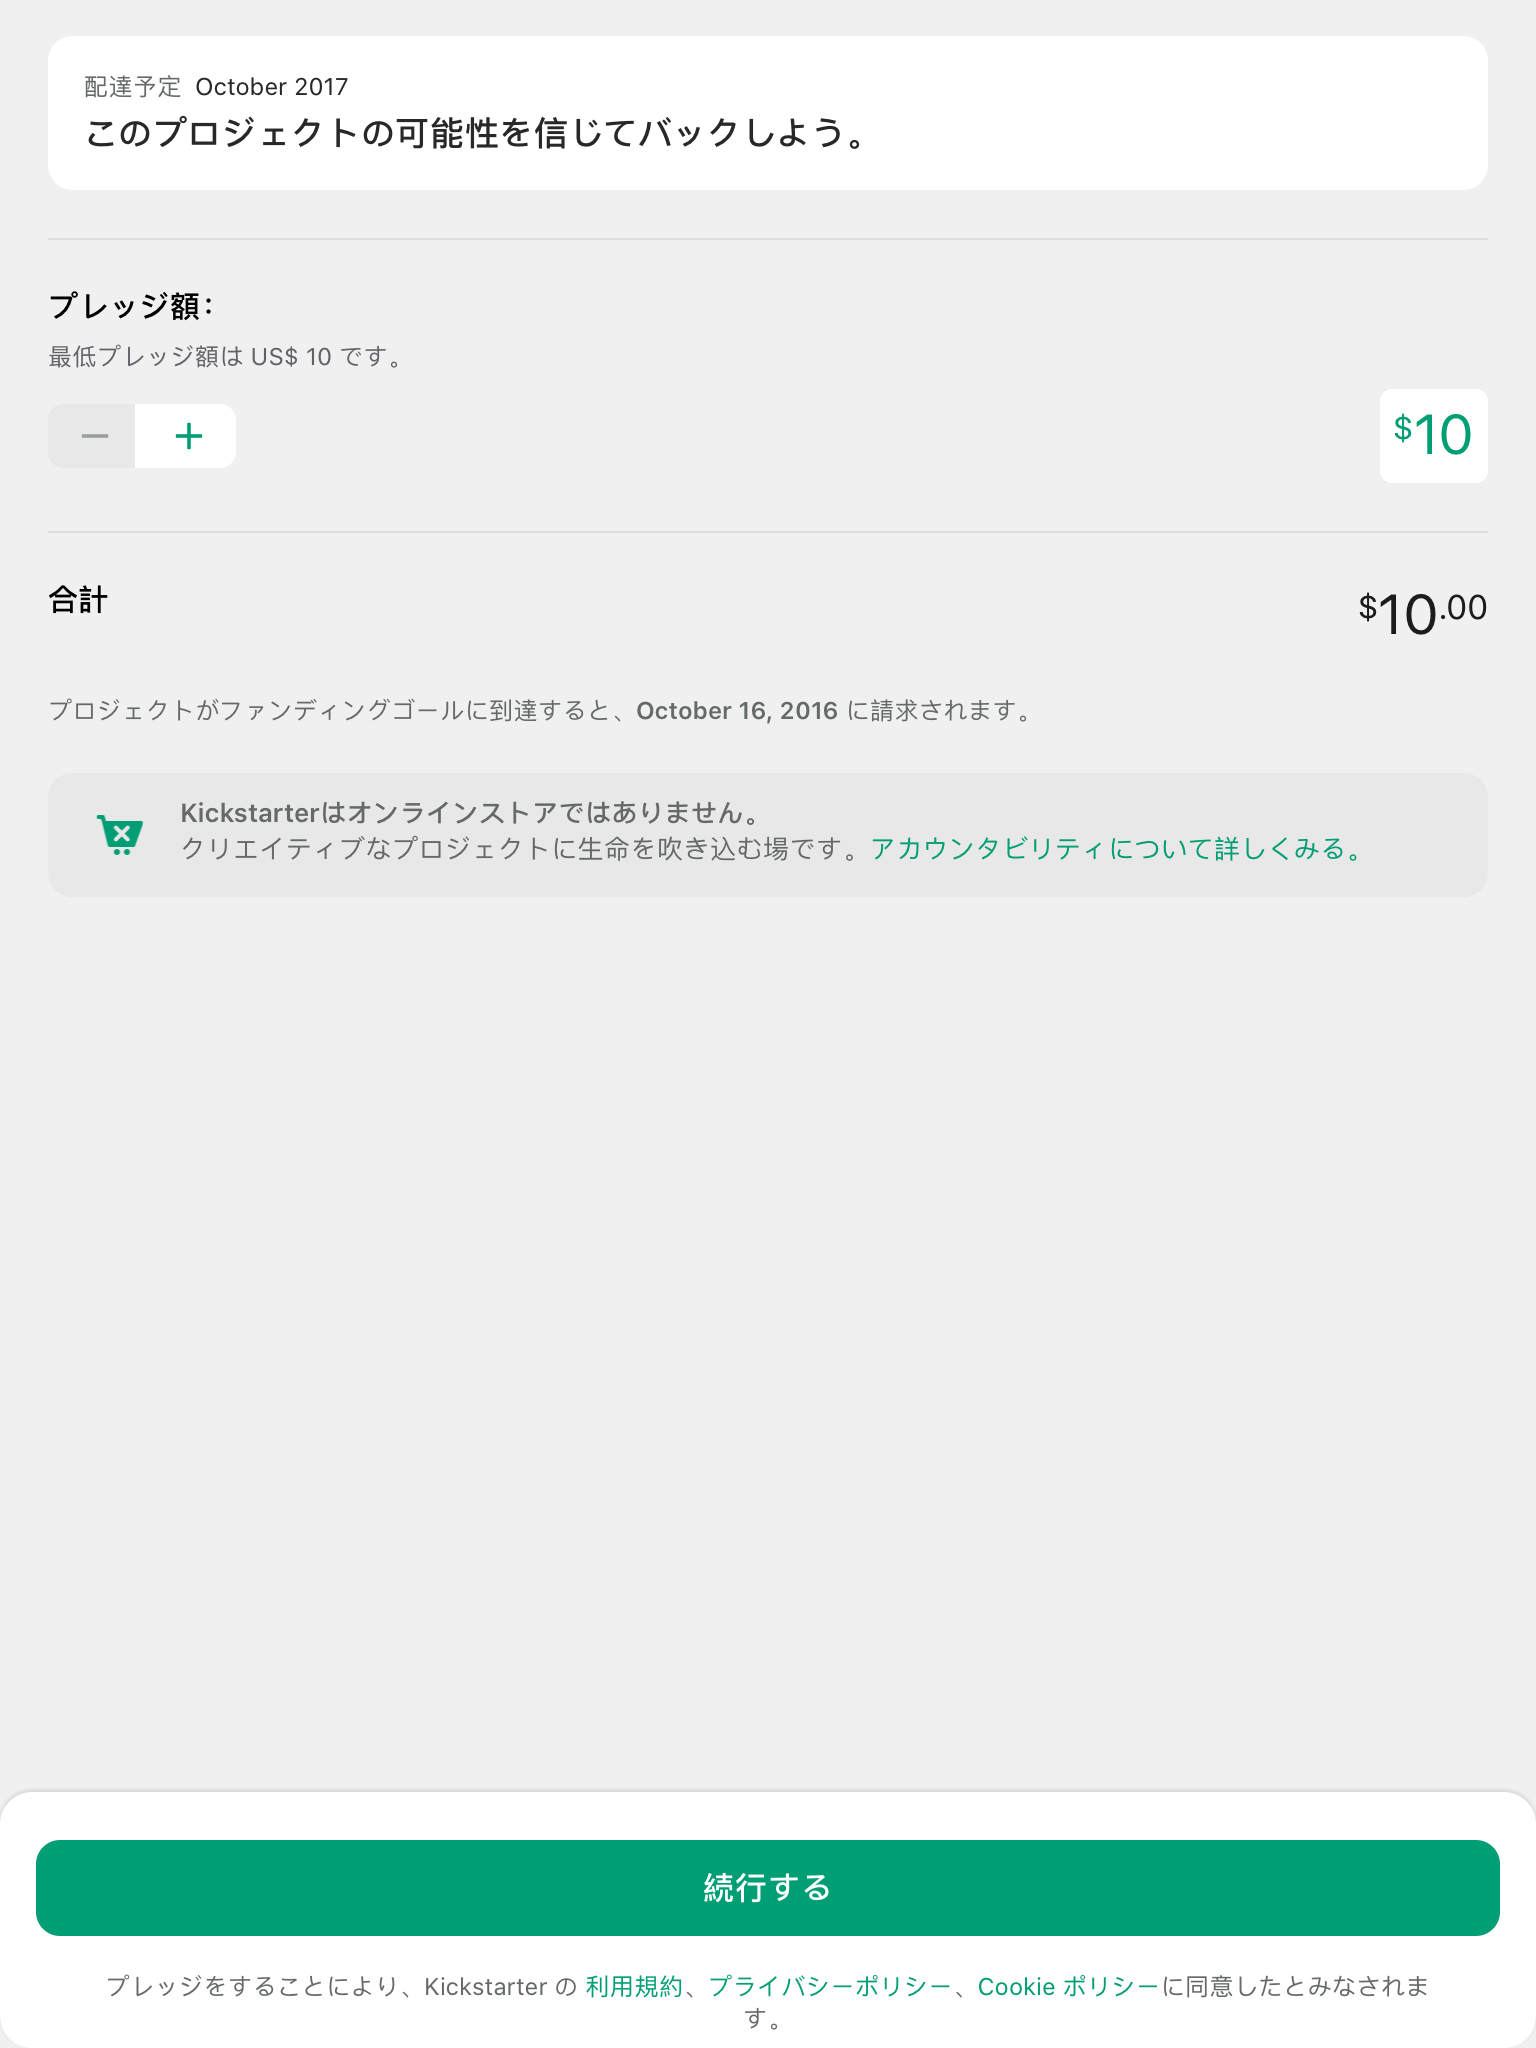 配達予定 October 2017
このプロジェクトの可能性を信じてバックしよう。
プレッジ額：
最低プレッジ額は US$ 10 です。
$10
合計
$10.00
プロジェクトがファンディングゴールに到達すると、October 16, 2016 に請求されます。
Kickstarterはオンラインストアではありません。
クリエイティブなプロジェクトに生命を吹き込む場です。アカウンタビリティについて詳しくみる。
続行する
プレッジをすることにより、Kickstarter の 利用規約、プライバシーポリシー、Cookie ポリシーに同意したとみなされま
す。